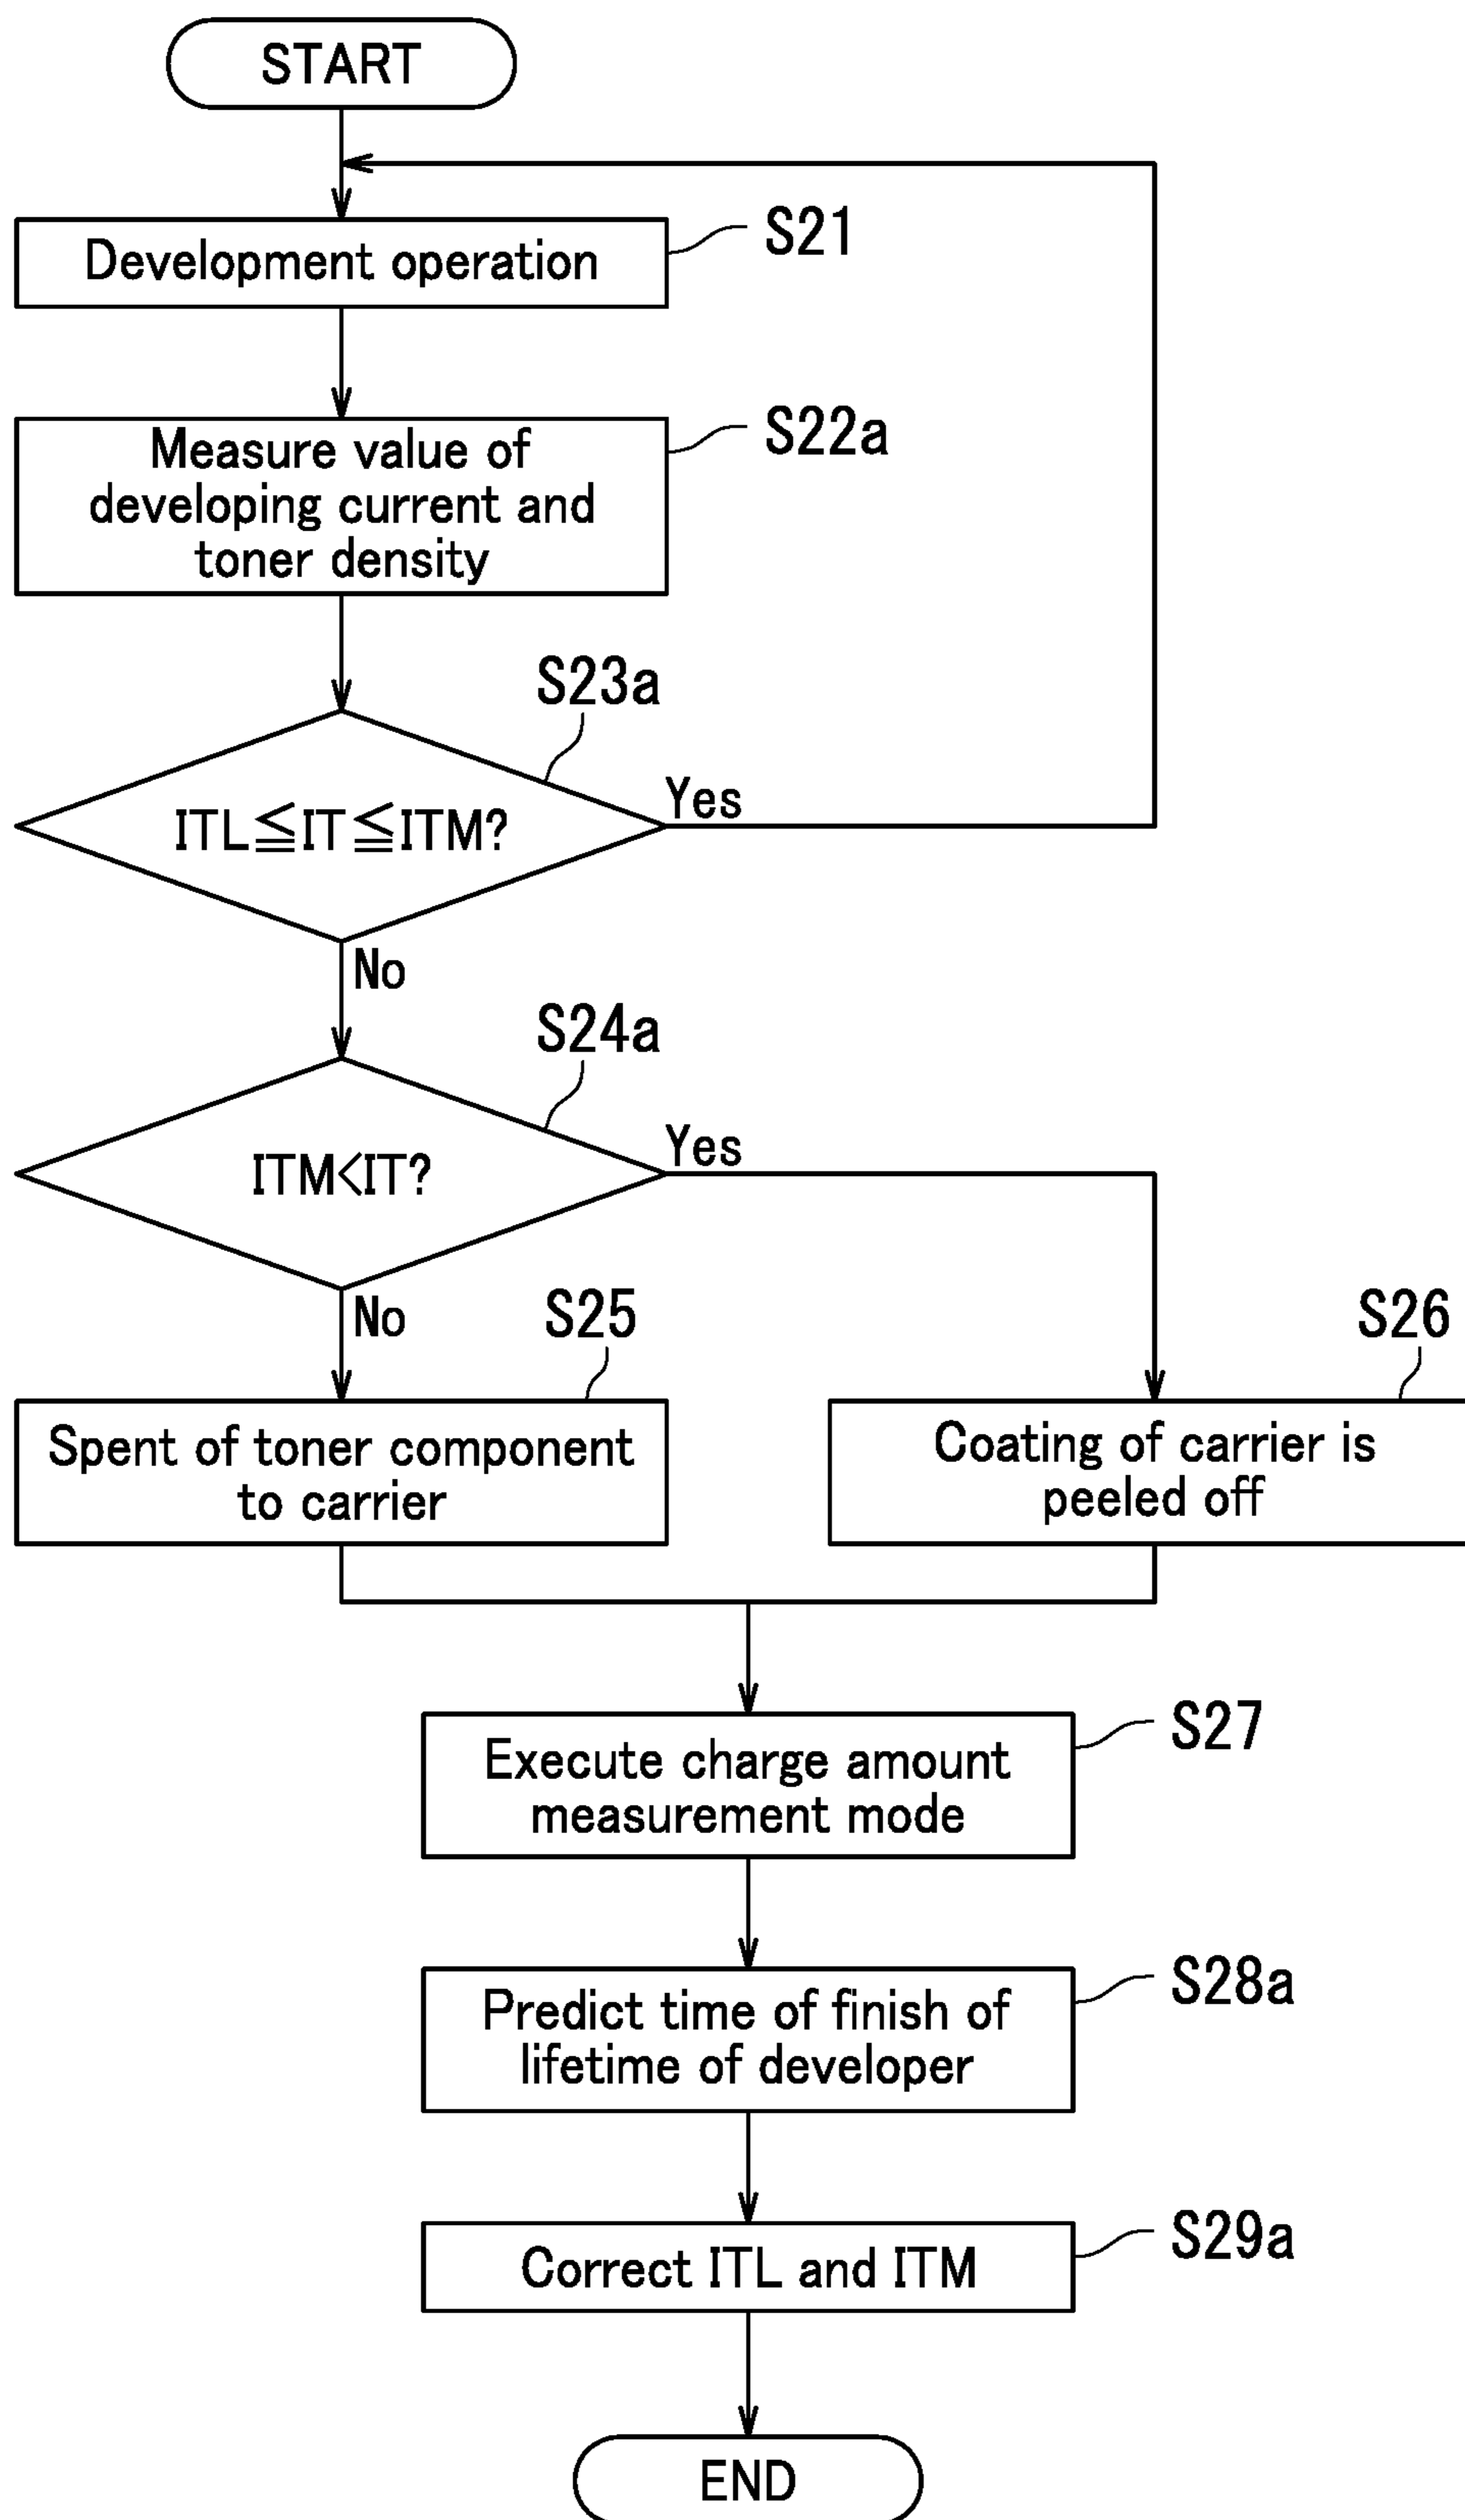 START
Development operation
S21
Measure value of
developing current and
toner density
S22a
S23a
ITL≦IT≦ITM?
Yes
No
S24a
ITM<IT?
Yes
No
S25
S26
Spent of toner component
to carrier
Coating of carrier is
peeled off
Execute charge amount
measurement mode
S27
Predict time of finish of
lifetime of developer
S28a
Correct ITL and ITM
S29a
END